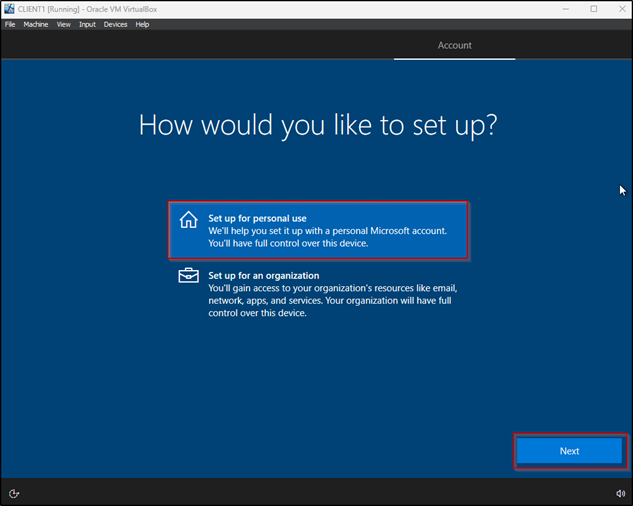 CLIENT1 [Running] - Oracle VM VirtualBox
File Machine View Input Devices Help
Account
How would you like to set up?
Set up for personal use
We'll help you set it up with a personal Microsoft account.
You'll have full control over this device.
Set up for an organization
You'll gain access to your organization's resources like email,
network, apps, and services. Your organization will have full
control over this device.
Next